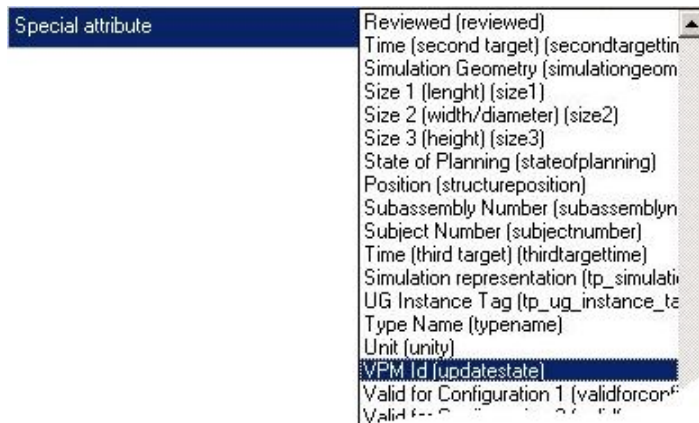 Special attribute
Reviewed (reviewed)
Time (second target) (secondtargettin
Simulation Geometry (simulationgeom
Size 1 (lenght) (size1)
Size 2 (width/diameter) (size2)
Size 3 (height) (size3)
State of Planning (stateofplanning)
Position (structureposition)
Subassembly Number (subassemblyn
Subject Number (subjectnumber)
Time (third target) (thirdtargettime)
Simulation representation (tp_simulati
UG Instance Tag (tp_ug_instance_ta
Type Name (typename)
Unit (unity)
VPM Id (updatestate)
Valid for Configuration 1 (validforconfi
Valid for